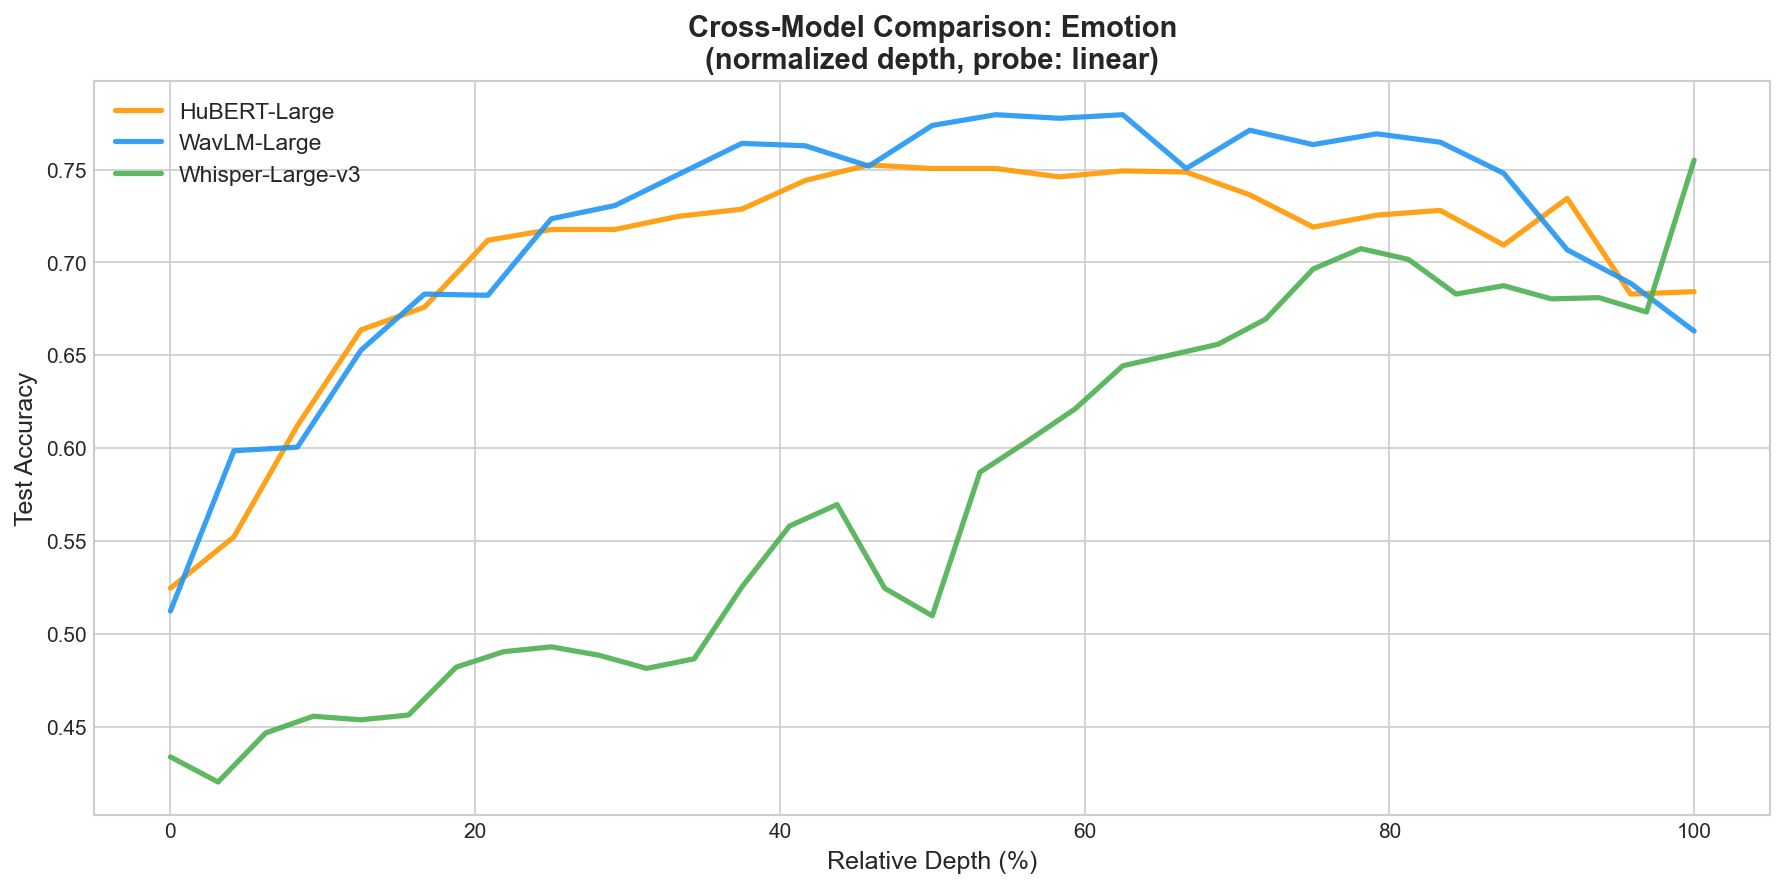 Cross-Model Comparison: Emotion
(normalized depth, probe: linear)
HuBERT-Large
WavLM-Large
Whisper-Large-v3
0.75
0.70
0.65
0.60
0.55
0.50
0.45
Test Accuracy
0 20 40 60 80 100
Relative Depth (%)